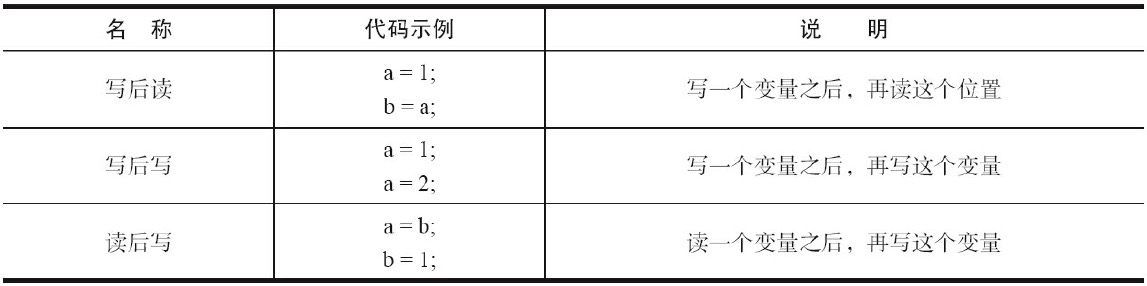 名 称 代码示例 说 明
写后读 a = 1; 写一个变量之后，再读这个位置
b = a;
写后写 a = 1; 写一个变量之后，再写这个变量
a = 2;
读后写 a = b; 读一个变量之后，再写这个变量
b = 1;